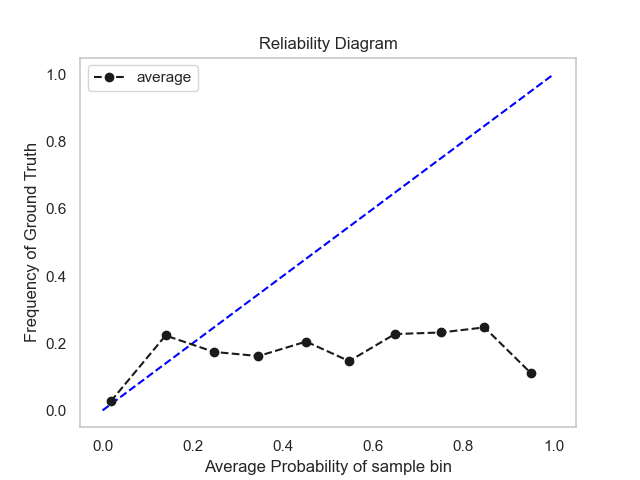 Reliability Diagram
average
1.0
0.8
0.6
0.4
0.2
0.0
Frequency of Ground Truth
0.0 0.2 0.4 0.6 0.8 1.0
Average Probability of sample bin